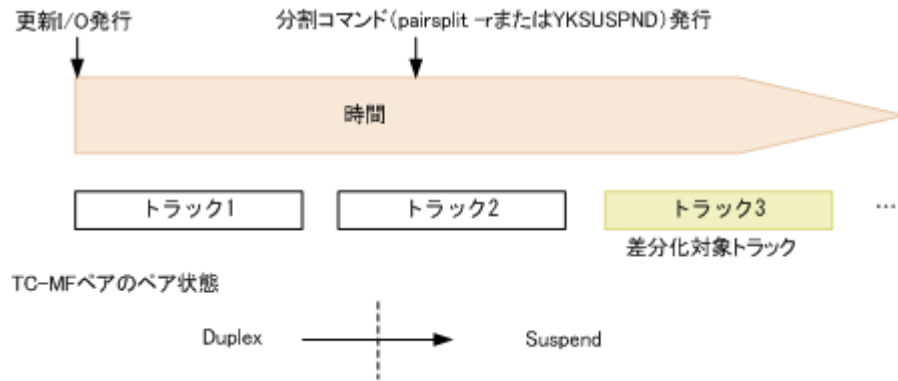 更新I/O発行
分割コマンド(pairsplit -rまたはYKSUSPND)発行
時間
トラック1
トラック2
トラック3
…
差分化対象トラック
TC-MFペアのペア状態
Duplex
Suspend